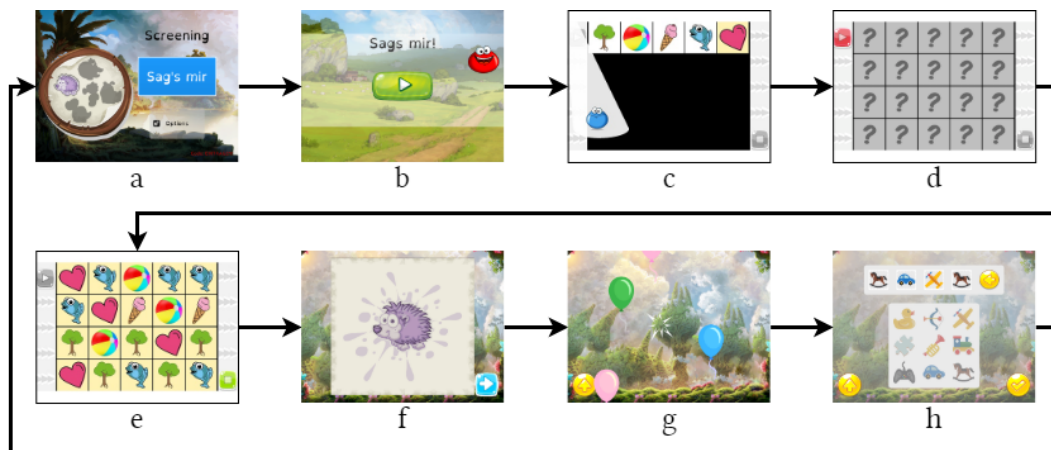 Screening
Sag's mir
Options
a
Sags mir!
b
c
? ? ? ? ?
? ? ? ? ?
? ? ? ? ?
? ? ? ? ?
d
e
f
g
h